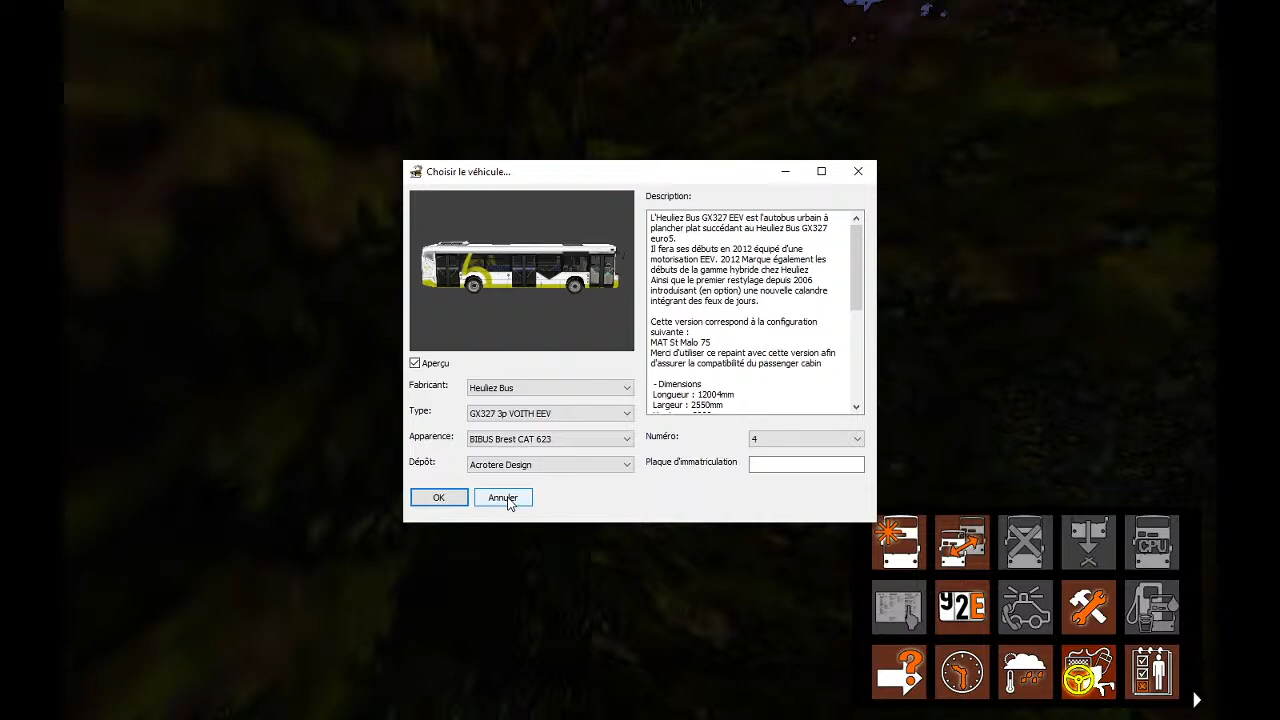 Choisir le véhicule...
Description:
L'Heuliez Bus GX327 EEV est l'autobus urbain à
plancher plat succédant au Heuliez Bus GX327
euro5.
Il fera ses débuts en 2012 équipé d'une
motorisation EEV. 2012 Marque également les
débuts de la gamme hybride chez Heuliez
Ainsi que le premier restylage depuis 2006
introduisant (en option) une nouvelle calandre
intégrant des feux de jours.
Cette version correspond à la configuration
suivante :
MAT St Malo 75
Merci d'utiliser ce repaint avec cette version afin
d'assurer la compatibilité du passenger cabin
- Dimensions
Longueur : 12004mm
Largeur : 2550mm
Aperçu
Fabricant: Heuliez Bus
Type: GX327 3p VOITH EEV
Apparence: BIBUS Brest CAT 623
Numéro: 4
Dépôt: Acrotere Design
Plaque d'immatriculation
OK Annuler
CPU
92E
?